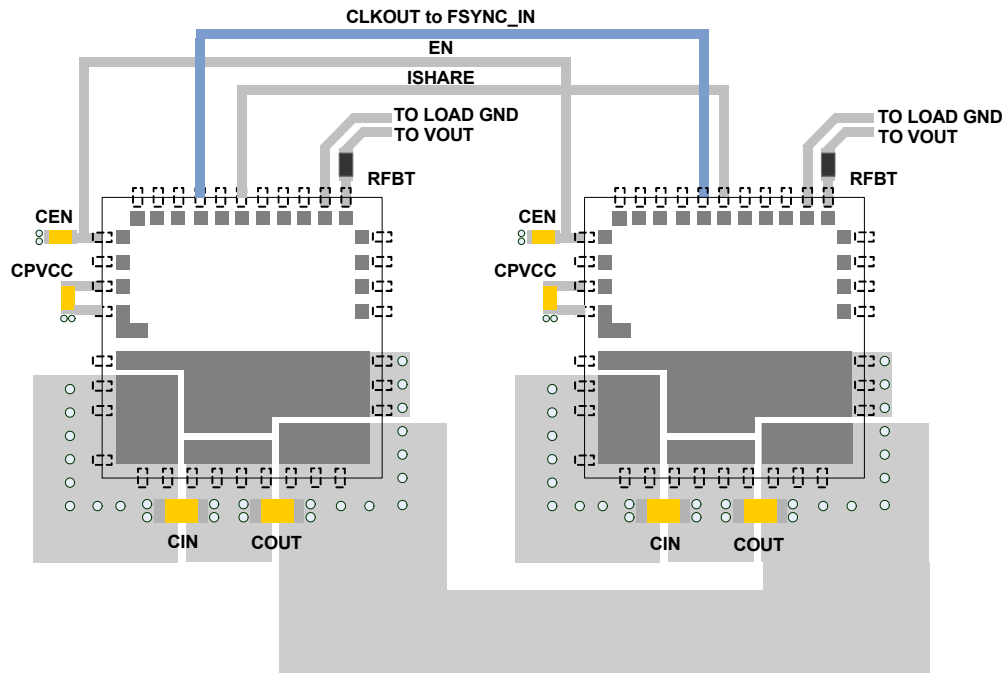 CLKOUT to FSYNC_IN
EN
ISHARE
TO LOAD GND
TO VOUT
RFBT
CEN
CPVCC
CIN
COUT
TO LOAD GND
TO VOUT
RFBT
CEN
CPVCC
CIN
COUT